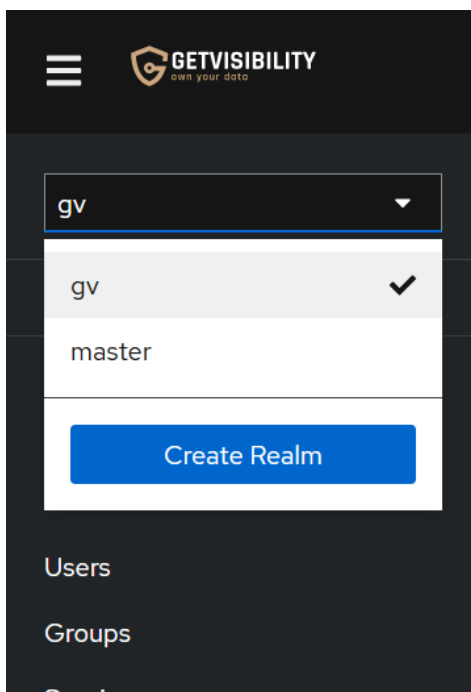 GETVISIBILITY
own your data
gv
gv
master
Create Realm
Users
Groups